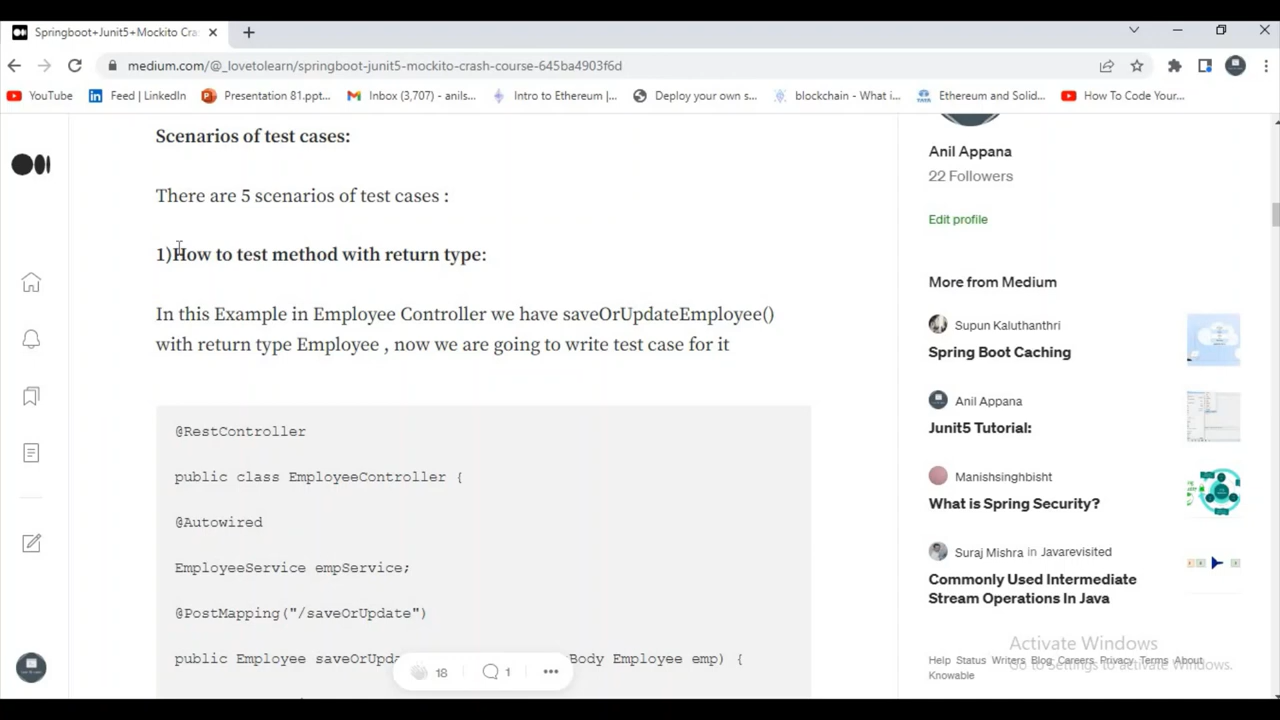 Springboot+Junit5+Mockito Cra
medium.com/@_lovetolearn/springboot-junit5-mockito-crash-course-645ba4903f6d
YouTube
Feed | LinkedIn
Presentation 81.ppt...
Inbox (3,707) - anils...
Intro to Ethereum |...
Deploy your own s...
blockchain - What i...
Ethereum and Solid...
How To Code Your...
Scenarios of test cases:
There are 5 scenarios of test cases :
1)How to test method with return type:
In this Example in Employee Controller we have saveOrUpdateEmployee()
with return type Employee , now we are going to write test case for it
@RestController
public class EmployeeController {
@Autowired
EmployeeService empService;
@PostMapping("/saveOrUpdate")
public Employee saveOrUpd Body Employee emp) {
18
1
Anil Appana
22 Followers
Edit profile
More from Medium
Supun Kaluthanthri
Spring Boot Caching
Anil Appana
Junit5 Tutorial:
Manishsinghbisht
What is Spring Security?
Suraj Mishra in Javarevisited
Commonly Used Intermediate
Stream Operations In Java
Activate Windows
Go to Settings to activate Windows.
Help Status Writers Blog Careers Privacy Terms About
Knowable